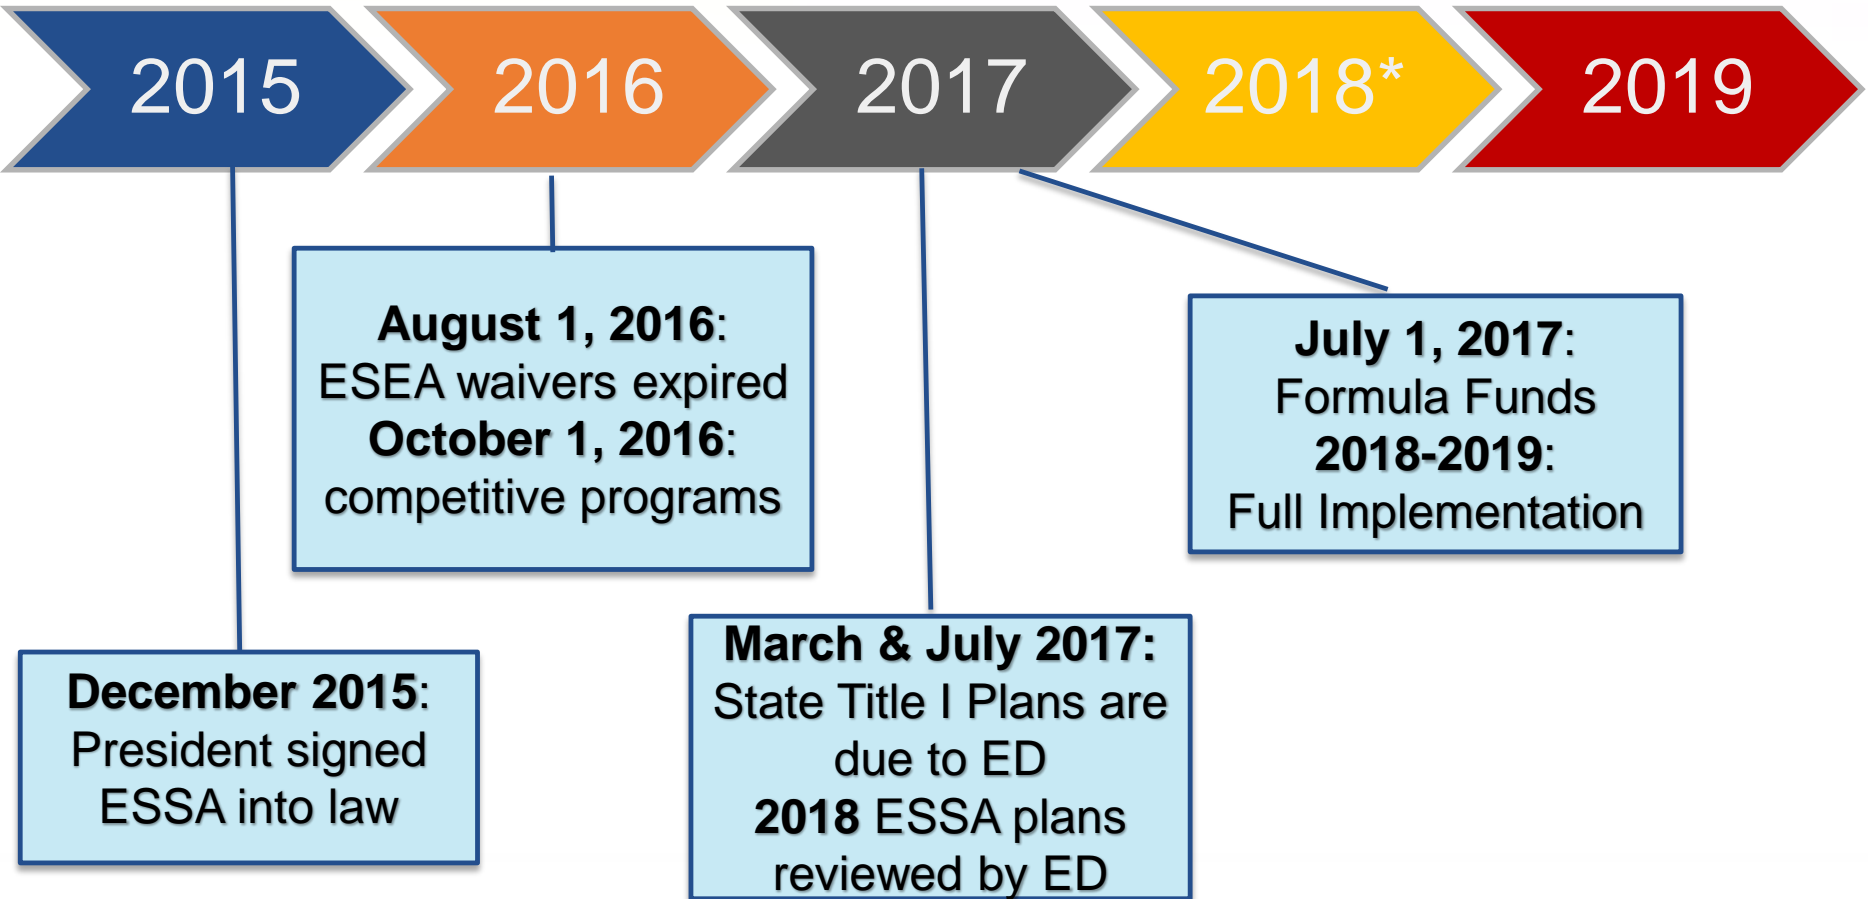 2015
2016
2017
2018*
2019
August 1, 2016:
ESEA waivers expired
October 1, 2016:
competitive programs
July 1, 2017:
Formula Funds
2018-2019:
Full Implementation
December 2015:
President signed
ESSA into law
March & July 2017:
State Title I Plans are
due to ED
2018 ESSA plans
reviewed by ED